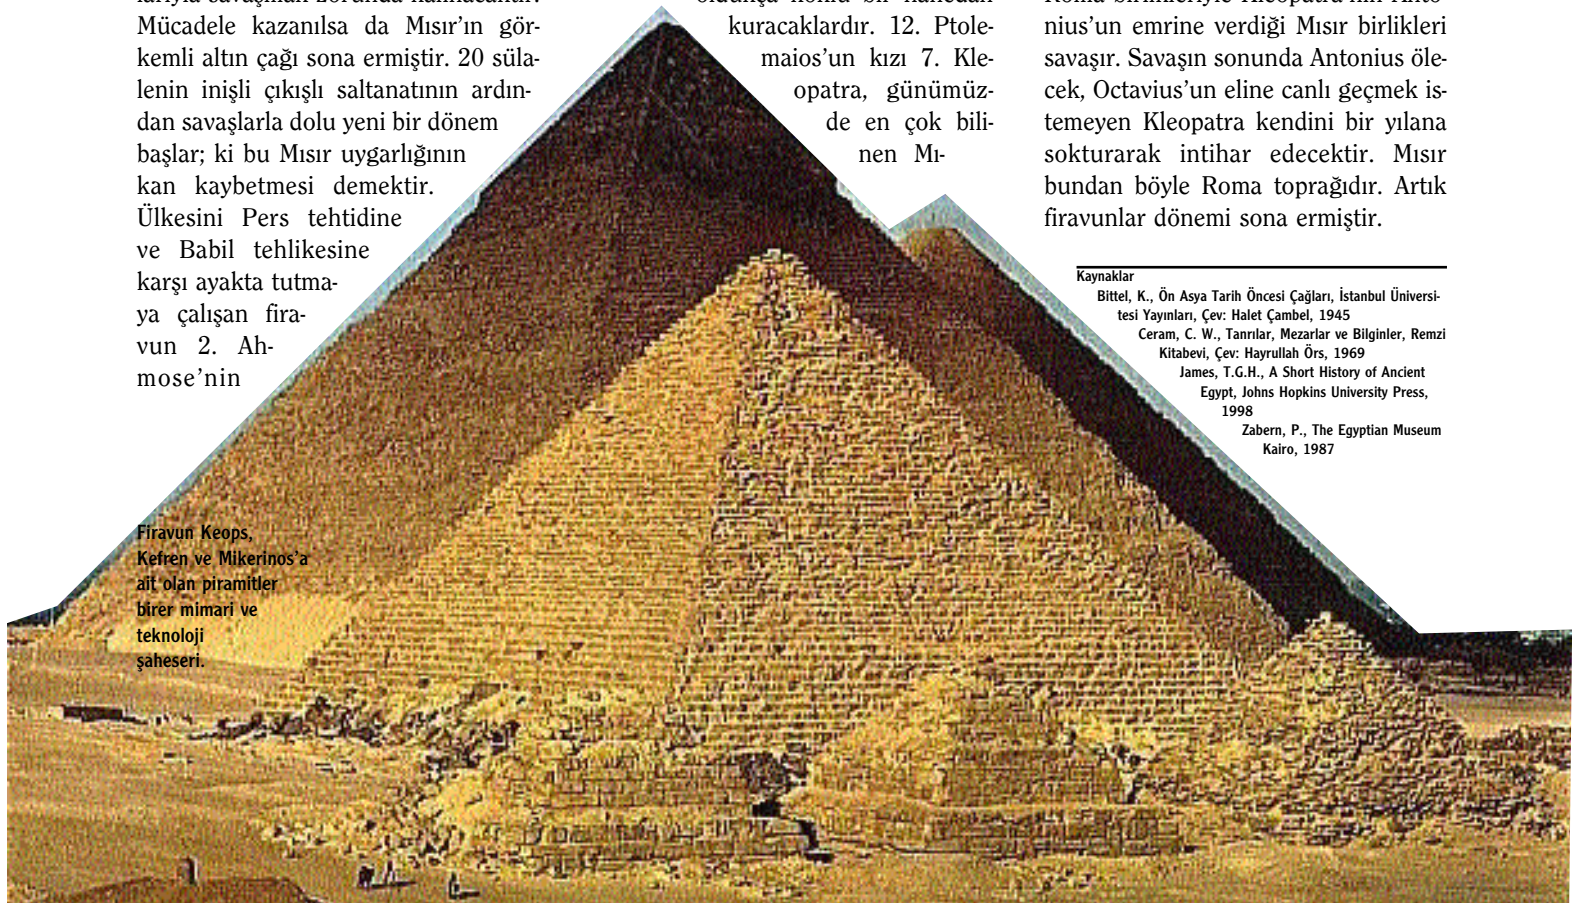 Mücadele kazanılsa da Mısır’ın gör-
kemli altın çağı sona ermiştir. 20 süla-
lenin inişli çıkışlı saltanatının ardın-
dan savaşlarla dolu yeni bir dönem
başlar; ki bu Mısır uygarlığının
kan kaybetmesi demektir.
Ülkesini Pers tehtidine
ve Babil tehlikesine
karşı ayakta tutma-
ya çalışan fira-
vun 2. Ah-
mose’nin
kuracaklardır. 12. Ptole-
maios’un kızı 7. Kle-
opatra, günümüz-
de en çok bili-
nen Mı-
Roma birlikleriyle Kleopatra’nın Anto-
nius’un emrine verdiği Mısır birlikleri
savaşır. Savaşın sonunda Antonius öle-
cek, Octavius’un eline canlı geçmek is-
temeyen Kleopatra kendini bir yılana
sokturarak intihar edecektir. Mısır
bundan böyle Roma toprağıdır. Artık
firavunlar dönemi sona ermiştir.
Kaynaklar
Bittel, K., Ön Asya Tarih Öncesi Çağları, İstanbul Üniversi-
tesi Yayınları, Çev: Halet Çambel, 1945
Ceram, C. W., Tanrılar, Mezarlar ve Bilginler, Remzi
Kitabevi, Çev: Hayrullah Örs, 1969
James, T.G.H., A Short History of Ancient
Egypt, Johns Hopkins University Press,
1998
Zabern, P., The Egyptian Museum
Kairo, 1987
Firavun Keops,
Kefren ve Mikerinos’a
ait olan piramitler
birer mimari ve
teknoloji
şaheseri.